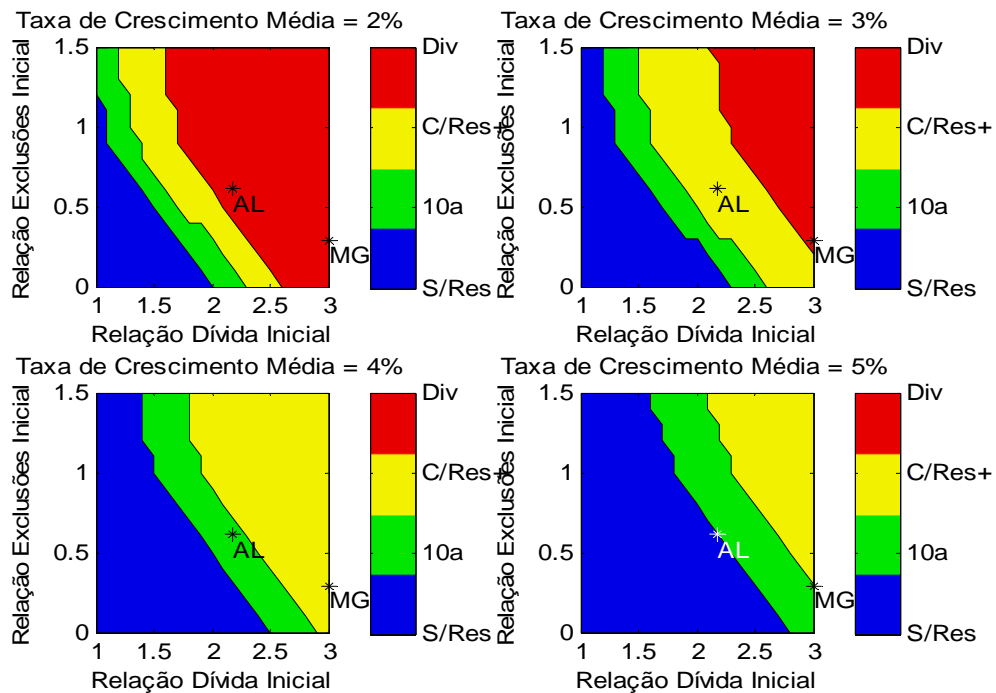 Taxa de Crescimento Média = 2%
Relação Exclusões Inicial
1.5
1
0.5
0
1
1.5
2
2.5
3
AL
MG
Relação Dívida Inicial
Div
C/Res+
10a
S/Res
Taxa de Crescimento Média = 3%
Relação Exclusões Inicial
1.5
1
0.5
0
1
1.5
2
2.5
3
AL
MG
Relação Dívida Inicial
Div
C/Res+
10a
S/Res
Taxa de Crescimento Média = 4%
Relação Exclusões Inicial
1.5
1
0.5
0
1
1.5
2
2.5
3
AL
MG
Relação Dívida Inicial
Div
C/Res+
10a
S/Res
Taxa de Crescimento Média = 5%
Relação Exclusões Inicial
1.5
1
0.5
0
1
1.5
2
2.5
3
AL
MG
Relação Dívida Inicial
Div
C/Res+
10a
S/Res